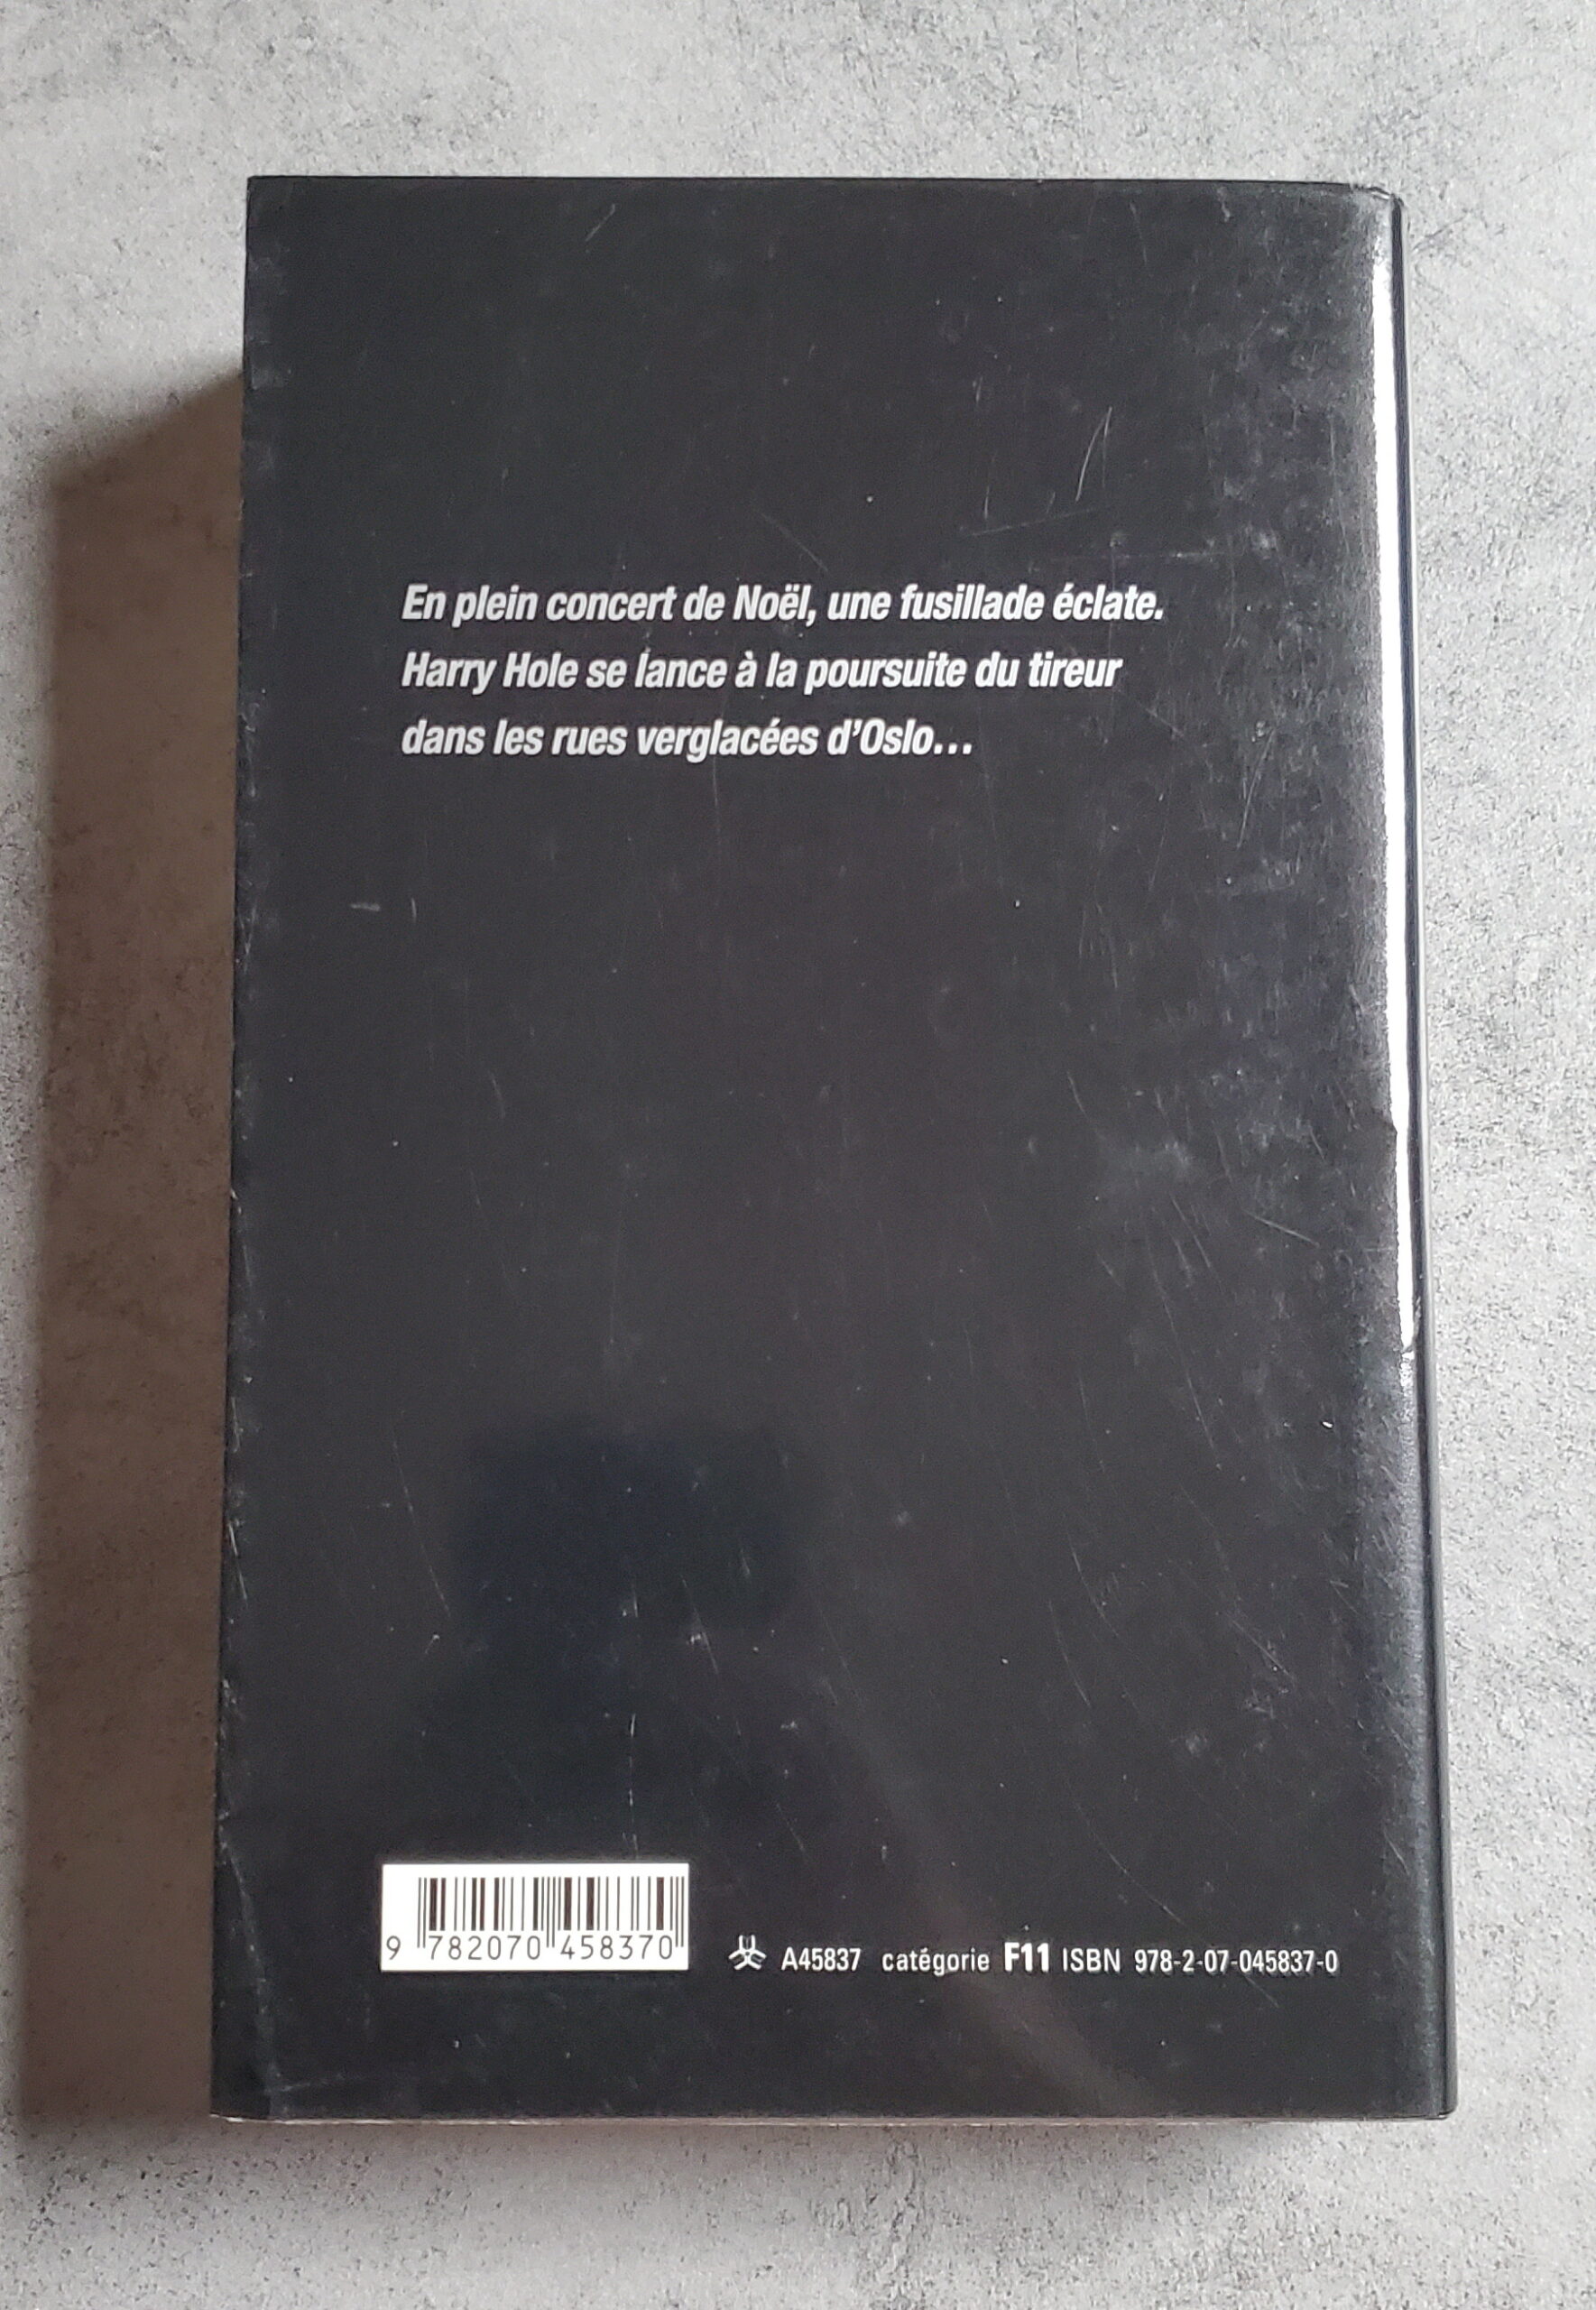 En plein concert de Noël, une fusillade éclate.
Harry Hole se lance à la poursuite du tireur
dans les rues verglacées d'Oslo...
9 782070 458370
A45837 catégorie F11 ISBN 978-2-07-045837-0